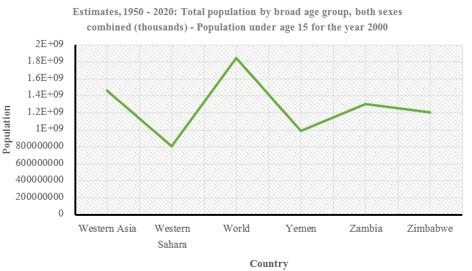 Estimates, 1950 - 2020: Total population by broad age group, both sexes
combined (thousands) - Population under age 15 for the year 2000
2E+09
1.8E+09
1.6E+09
1.4E+09
1.2E+09
1E+09
800000000
600000000
400000000
200000000
0
Population
Western Asia
Western
Sahara
World
Yemen
Zambia
Zimbabwe
Country